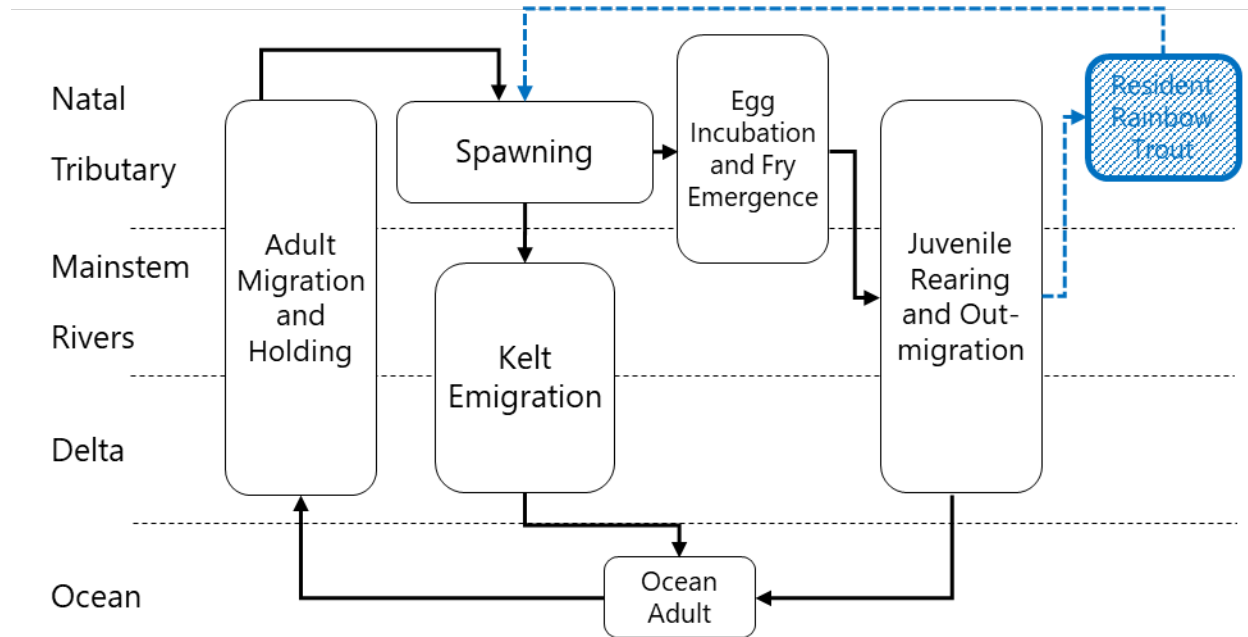 Natal
Tributary
Mainstem
Rivers
Delta
Ocean
Adult
Migration
and
Holding
Spawning
Kelt
Emigration
Egg
Incubation
and Fry
Emergence
Juvenile
Rearing
and Out-
migration
Resident
Rainbow
Trout
Ocean
Adult